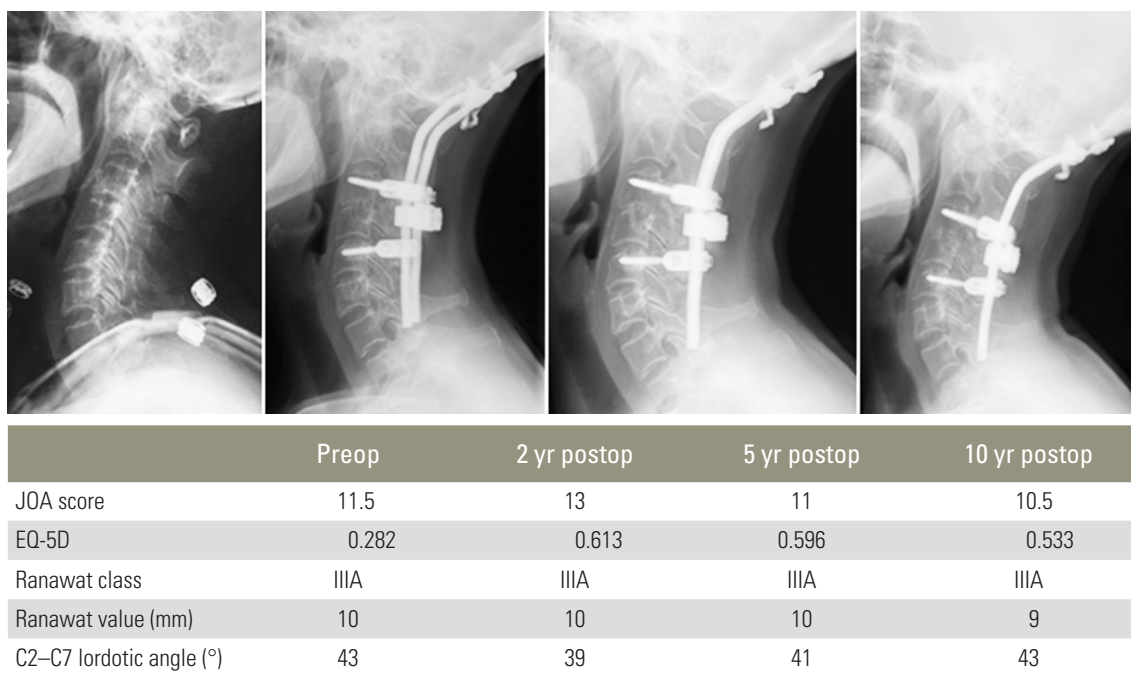 Preop 2 yr postop 5 yr postop 10 yr postop
JOA score 11.5 13 11 10.5
EQ-5D 0.282 0.613 0.596 0.533
Ranawat class IIIA IIIA IIIA IIIA
Ranawat value (mm) 10 10 10 9
C2–C7 lordotic angle (°) 43 39 41 43